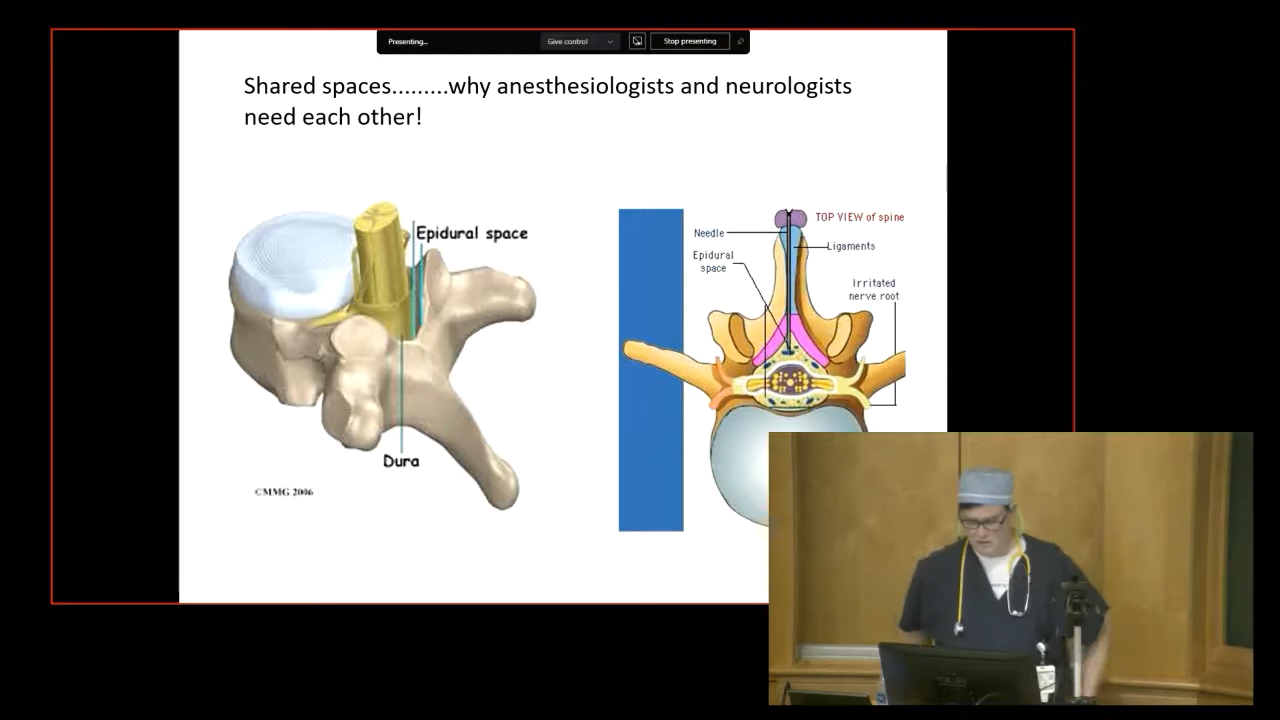 Presenting...
Give control
Stop presenting
Shared spaces.........why anesthesiologists and neurologists
need each other!
Epidural space
Dura
©MMG 2006
TOP VIEW of spine
Needle
Ligaments
Epidural
space
Irritated
nerve root